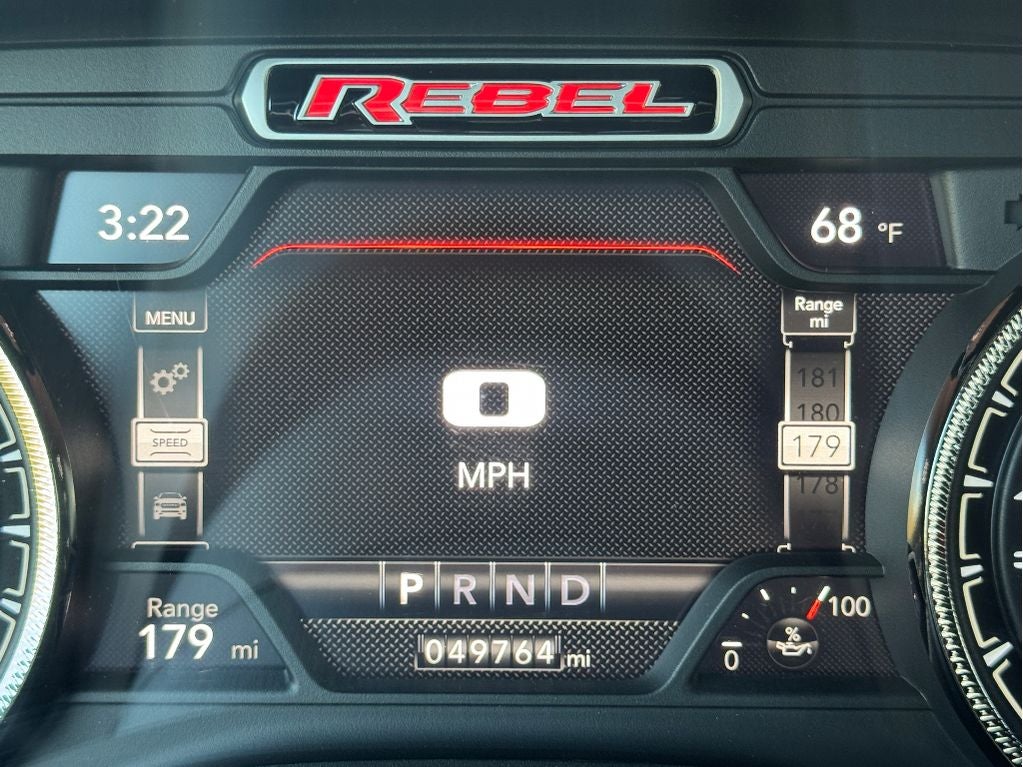 REBEL
3:22
68 °F
MENU
Range
mi
181
180
SPEED
179
178
0
MPH
P R N D
Range
179 mi
049764 mi
%
0
100